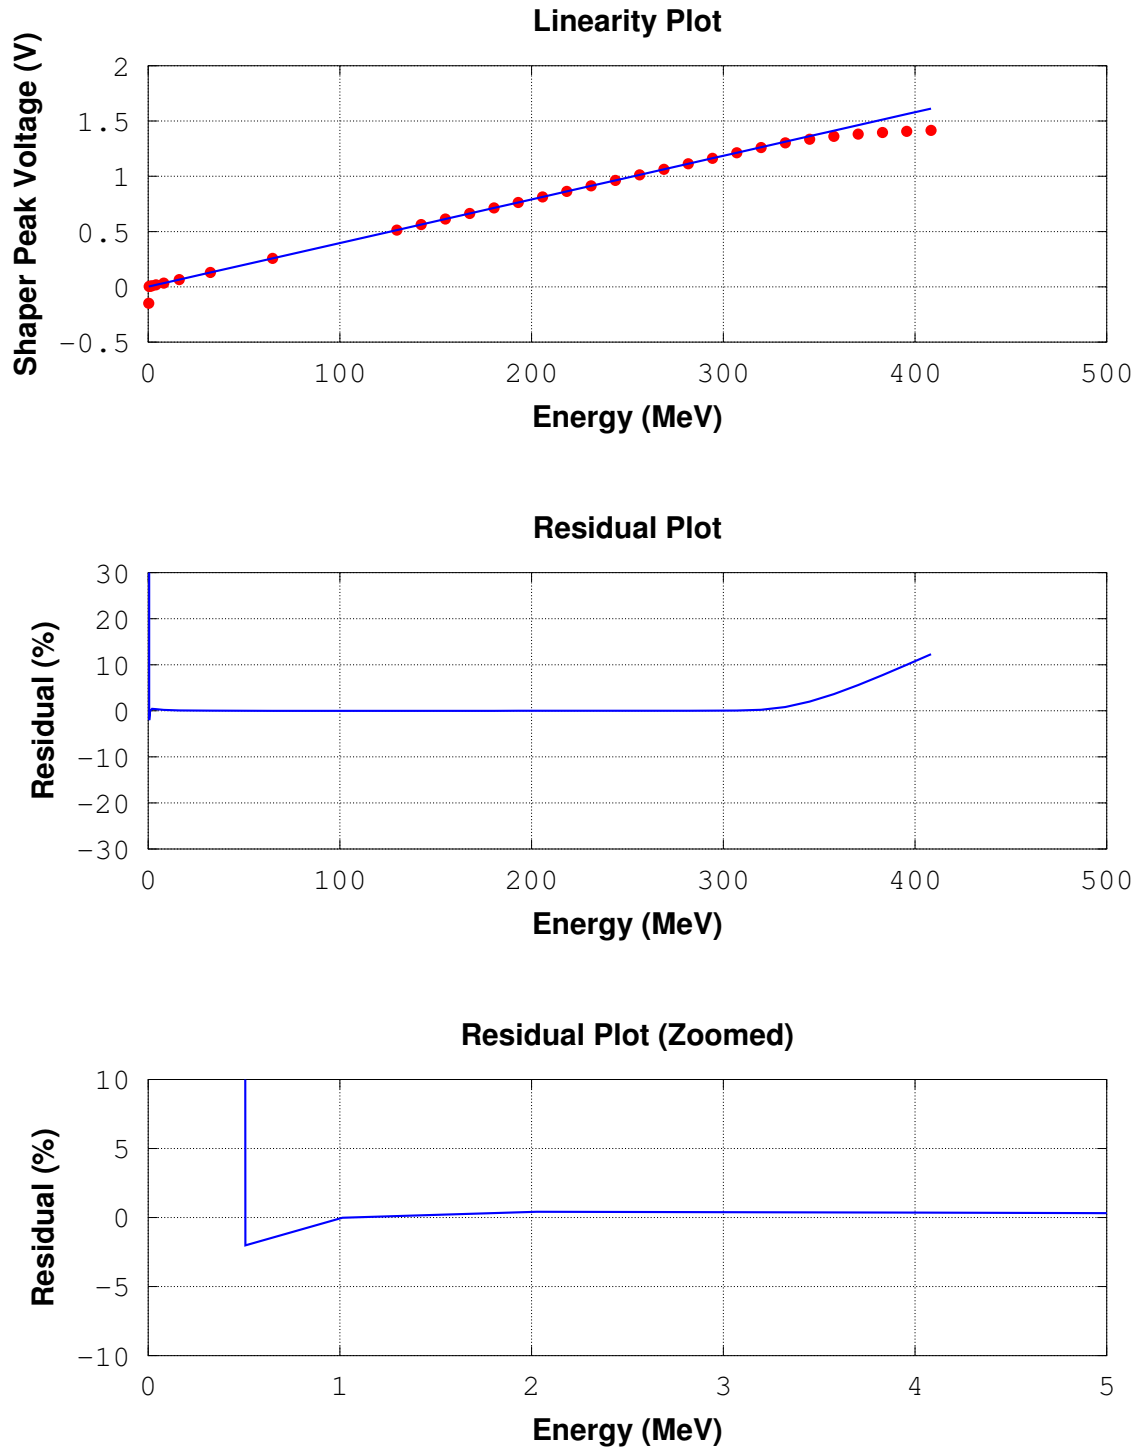 Linearity Plot
Shaper Peak Voltage (V)
2
1.5
1
0.5
0
−0.5
0 100 200 300 400 500
Energy (MeV)
Residual Plot
Residual (%)
30
20
10
0
−10
−20
−30
0 100 200 300 400 500
Energy (MeV)
Residual Plot (Zoomed)
Residual (%)
10
5
0
−5
−10
0 1 2 3 4 5
Energy (MeV)